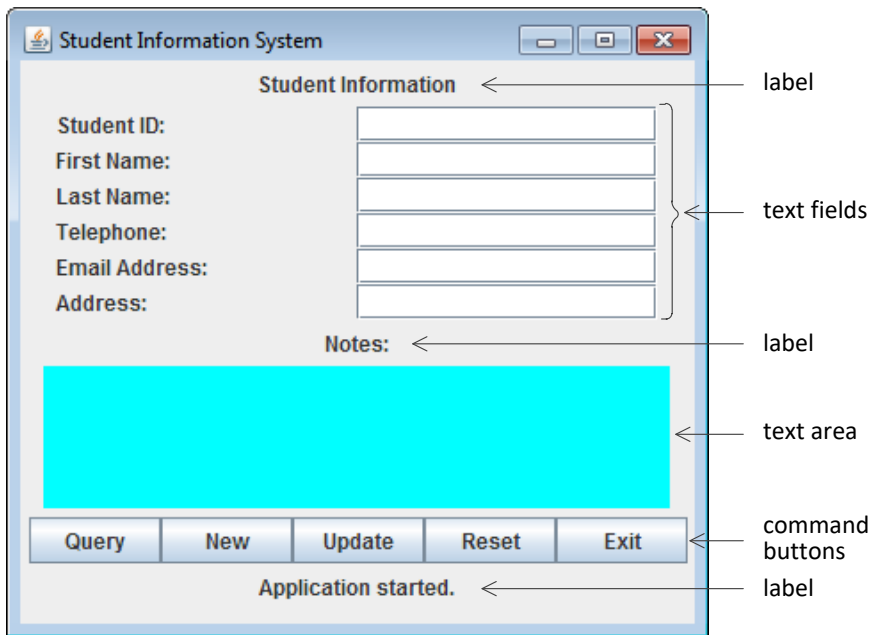 Student Information System
Student Information
label
Student ID:
First Name:
Last Name:
text fields
Telephone:
Email Address:
Address:
Notes:
label
text area
Query New Update Reset Exit
command
buttons
Application started.
label